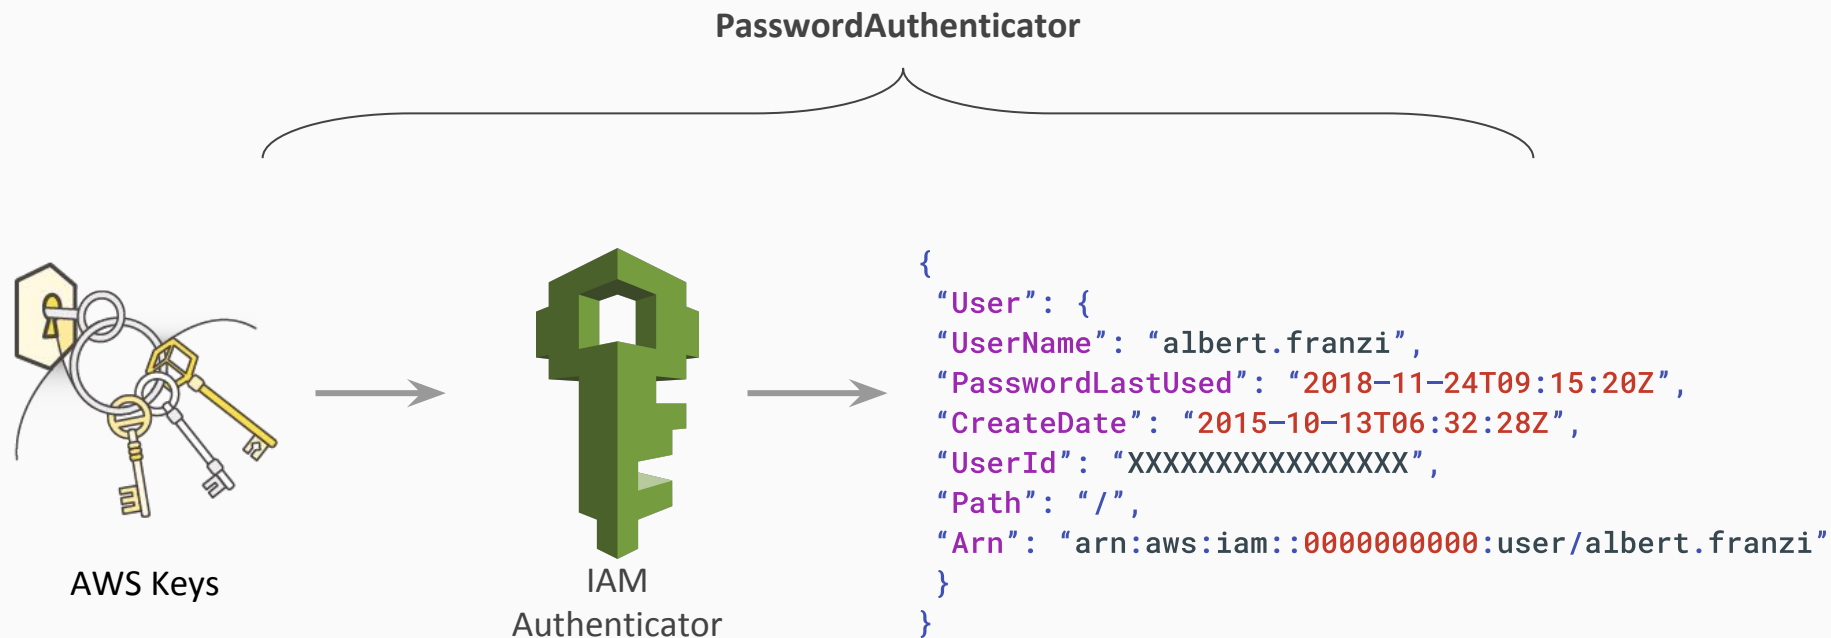 PasswordAuthenticator
AWS Keys
IAM
Authenticator
{
“User”: {
“UserName”: “albert.franzi”,
“PasswordLastUsed”: “2018–11–24T09:15:20Z”,
“CreateDate”: “2015–10–13T06:32:28Z”,
“UserId”: “XXXXXXXXXXXXXXXX”,
“Path”: “/”,
“Arn”: “arn:aws:iam::0000000000:user/albert.franzi”
}
}